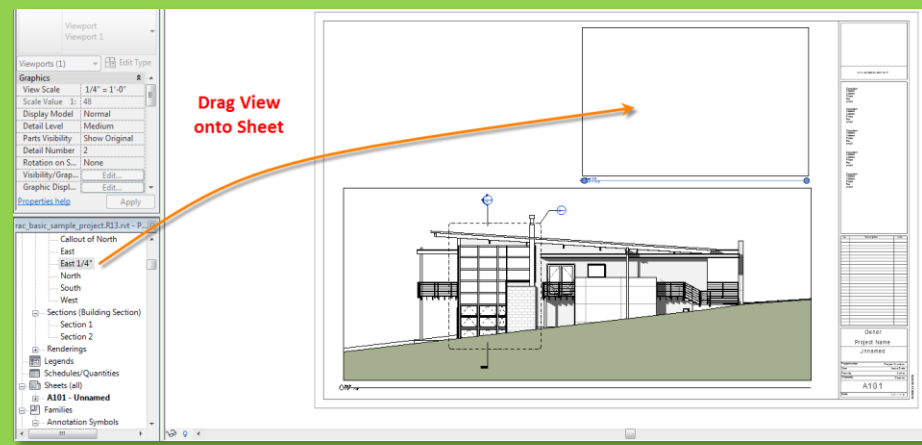 Viewport
Viewport 1
Viewports (1)
Edit Type
Graphics
View Scale 1/4" = 1'-0"
Scale Value 1: 48
Display Model Normal
Detail Level Medium
Parts Visibility Show Original
Detail Number 2
Rotation on S... None
Visibility/Grap... Edit...
Graphic Displ... Edit...
Properties help Apply
rac_basic_sample_project.R13.rvt - P...
Callout of North
East
East 1/4"
North
South
West
Sections (Building Section)
Section 1
Section 2
Renderings
Legends
Schedules/Quantities
Sheets (all)
A101 - Unnamed
Families
Annotation Symbols
Drag View
onto Sheet
Owner
Project Name
Unnamed
A101